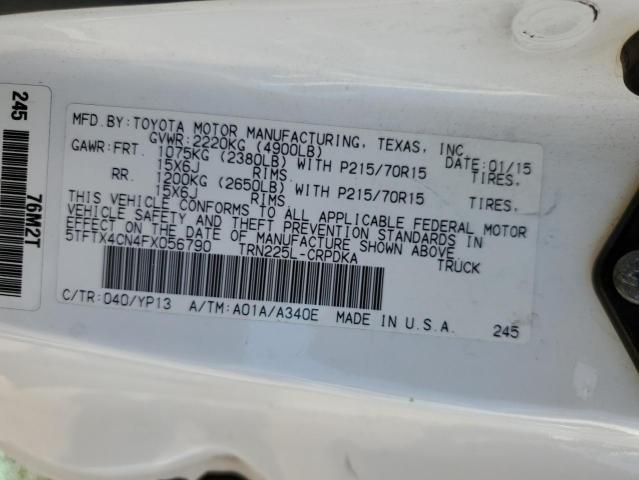 MFD.BY:TOYOTA MOTOR MANUFACTURING, TEXAS, INC.
GVWR:2220KG (4900LB) DATE:01/15
GAWR:FRT. 1075KG (2380LB) WITH P215/70R15 TIRES.
15X6J RIMS.
RR. 1200KG (2650LB) WITH P215/70R15 TIRES.
15X6J RIMS.
THIS VEHICLE CONFORMS TO ALL APPLICABLE FEDERAL MOTOR
VEHICLE SAFETY AND THEFT PREVENTION STANDARDS IN
EFFECT ON THE DATE OF MANUFACTURE SHOWN ABOVE.
5TFTX4CN4FX056790 TRN225L-CRPDKA TRUCK
C/TR:040/YP13 A/TM:A01A/A340E MADE IN U.S.A. 245
245
76M2T